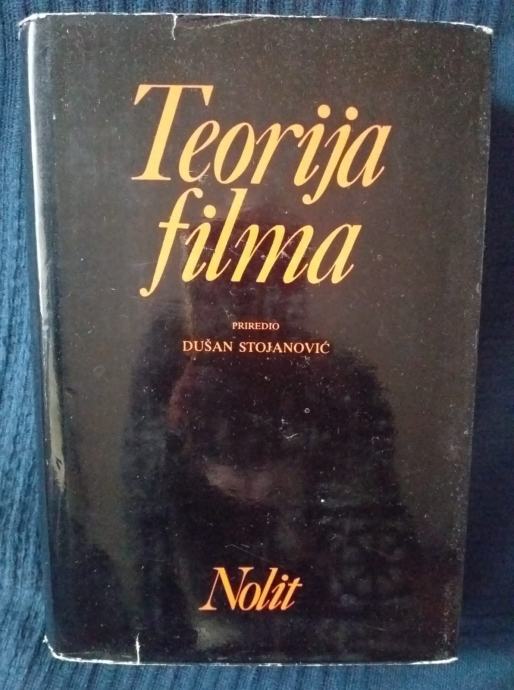 Teorija
filma
PRIREDIO
DUŠAN STOJANOVIĆ
Nolit